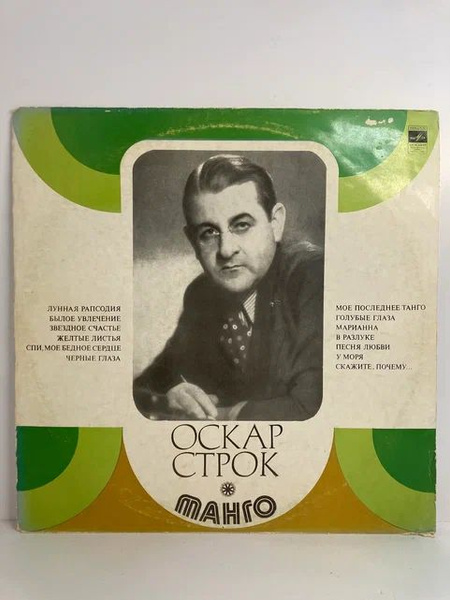 ЛУННАЯ РАПСОДИЯ
БЫЛОЕ УВЛЕЧЕНИЕ
ЗВЕЗДНОЕ СЧАСТЬЕ
ЖЕЛТЫЕ ЛИСТЬЯ
СПИ, МОЕ БЕДНОЕ СЕРДЦЕ
ЧЕРНЫЕ ГЛАЗА
МОЕ ПОСЛЕДНЕЕ ТАНГО
ГОЛУБЫЕ ГЛАЗА
МАРИАННА
В РАЗЛУКЕ
ПЕСНЯ ЛЮБВИ
У МОРЯ
СКАЖИТЕ, ПОЧЕМУ...
ОСКАР
СТРОК
ТАНГО